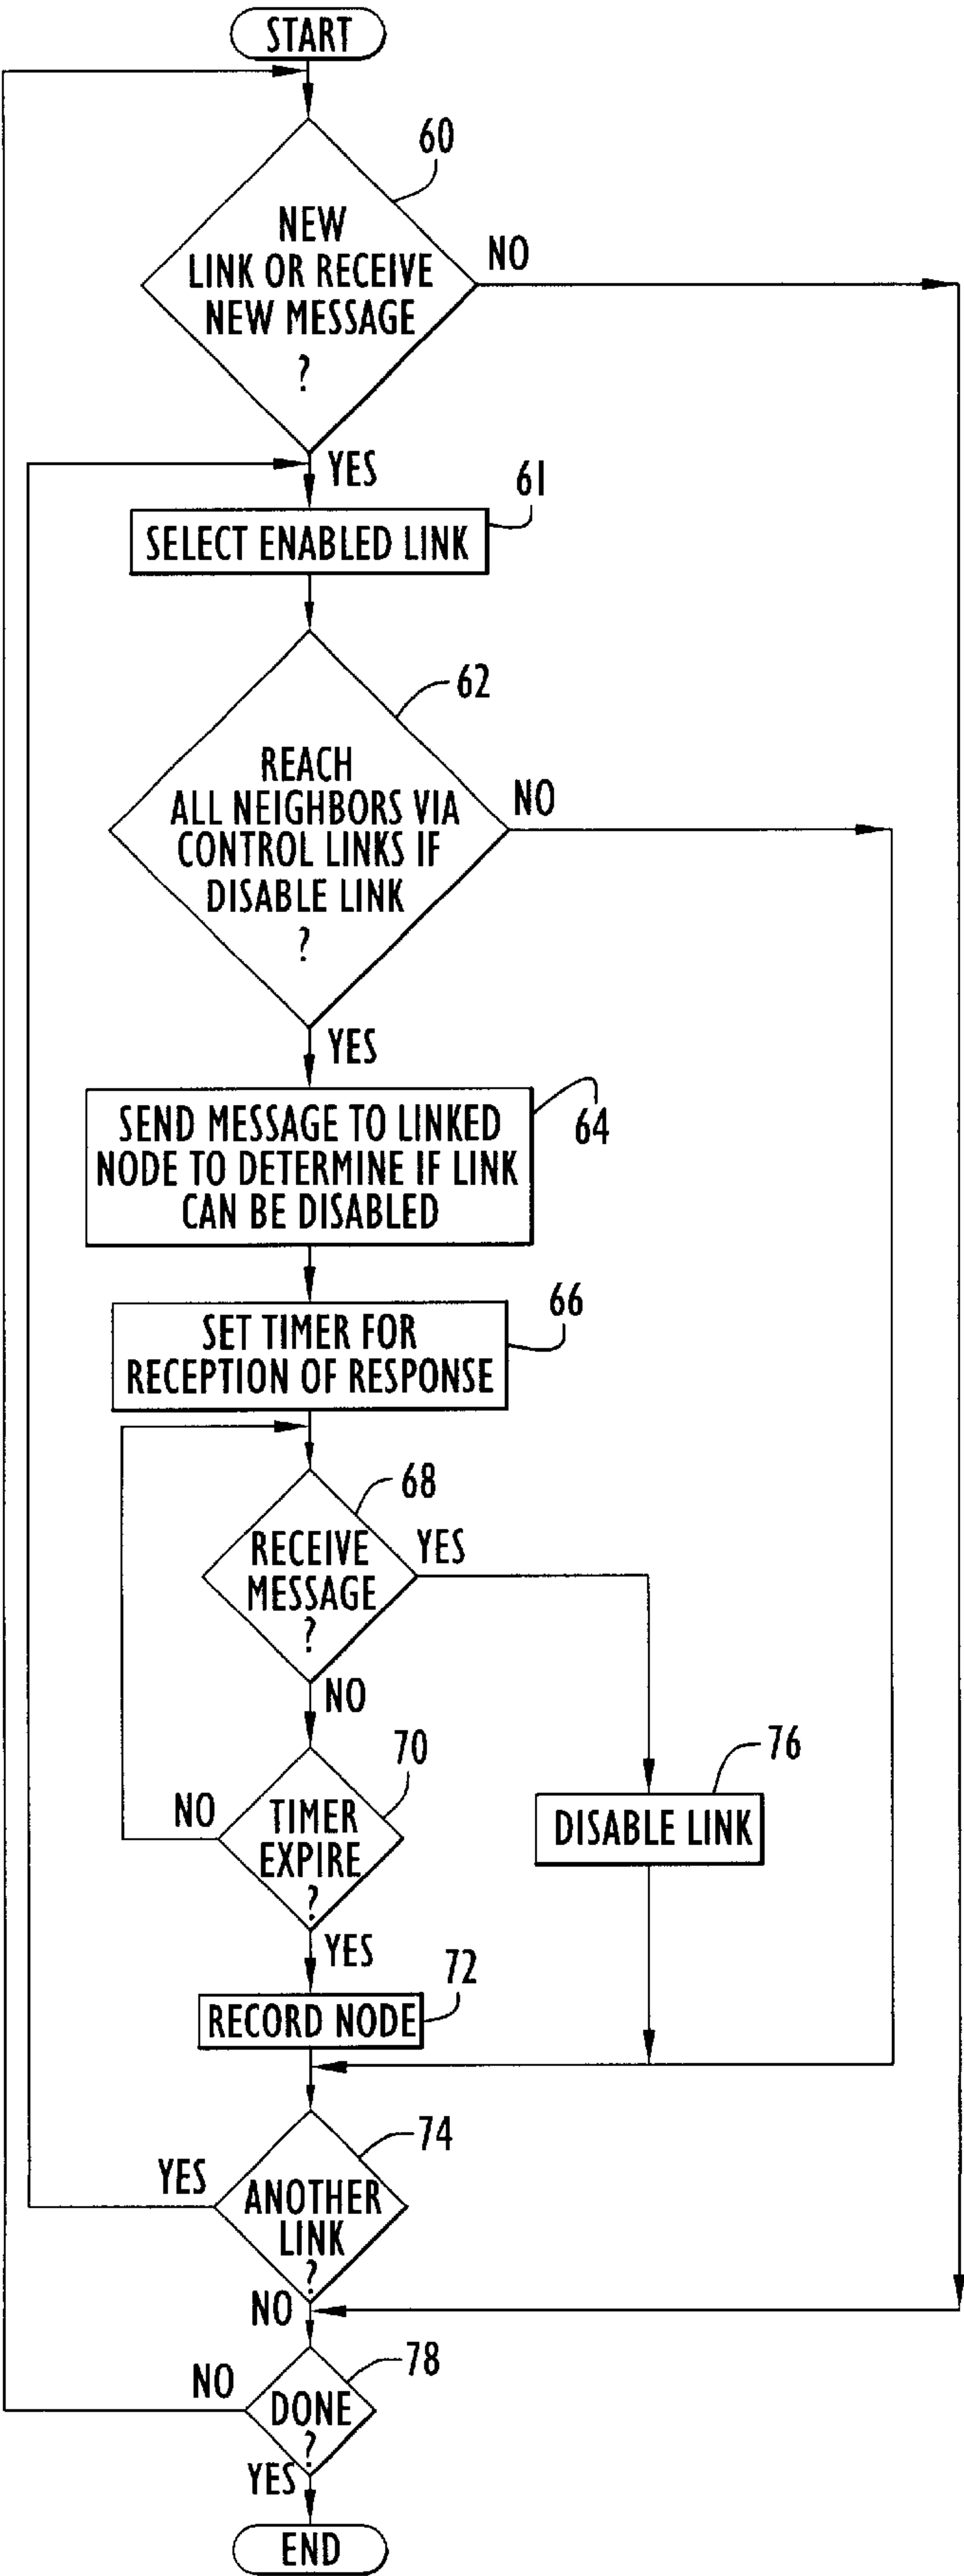 START
60
NEW
LINK OR RECEIVE
NEW MESSAGE
?
NO
YES
61
SELECT ENABLED LINK
62
REACH
ALL NEIGHBORS VIA
CONTROL LINKS IF
DISABLE LINK
?
NO
YES
64
SEND MESSAGE TO LINKED
NODE TO DETERMINE IF LINK
CAN BE DISABLED
66
SET TIMER FOR
RECEPTION OF RESPONSE
68
RECEIVE
MESSAGE
?
YES
NO
70
TIMER
EXPIRE
?
NO
YES
76
DISABLE LINK
72
RECORD NODE
74
ANOTHER
LINK
?
YES
NO
78
DONE
?
NO
YES
END